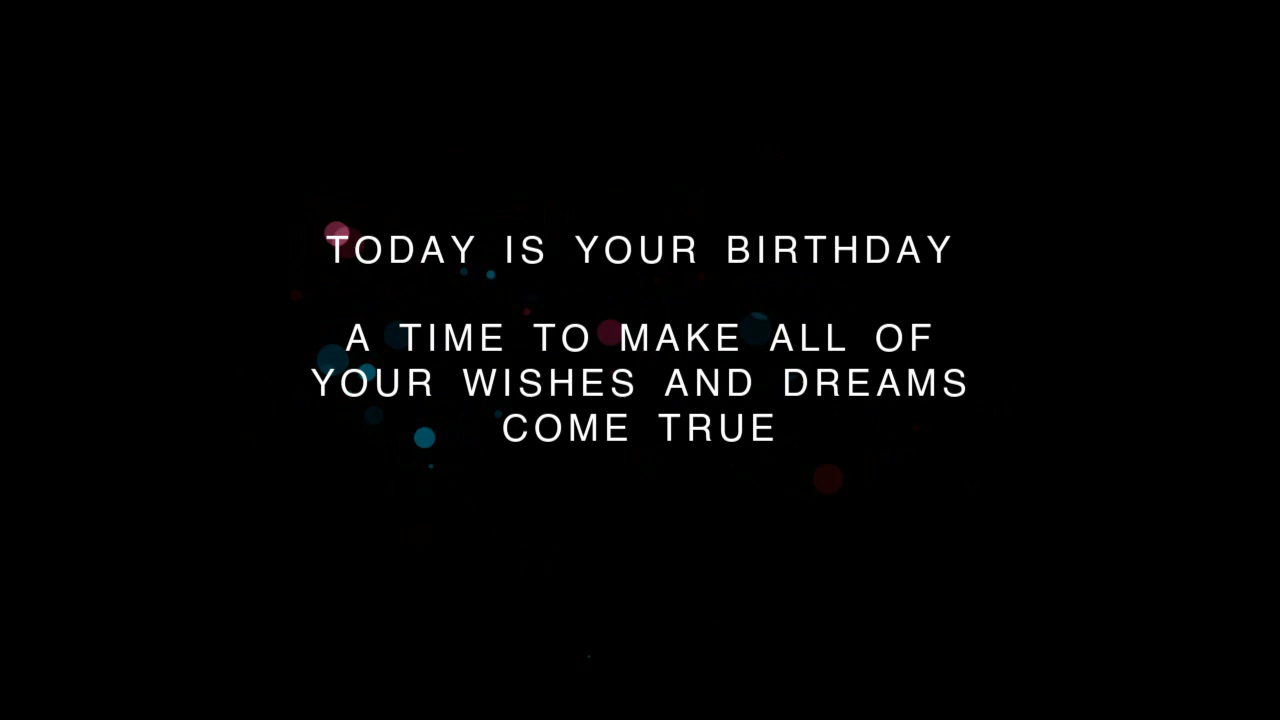 TODAY IS YOUR BIRTHDAY
A TIME TO MAKE ALL OF
YOUR WISHES AND DREAMS
COME TRUE